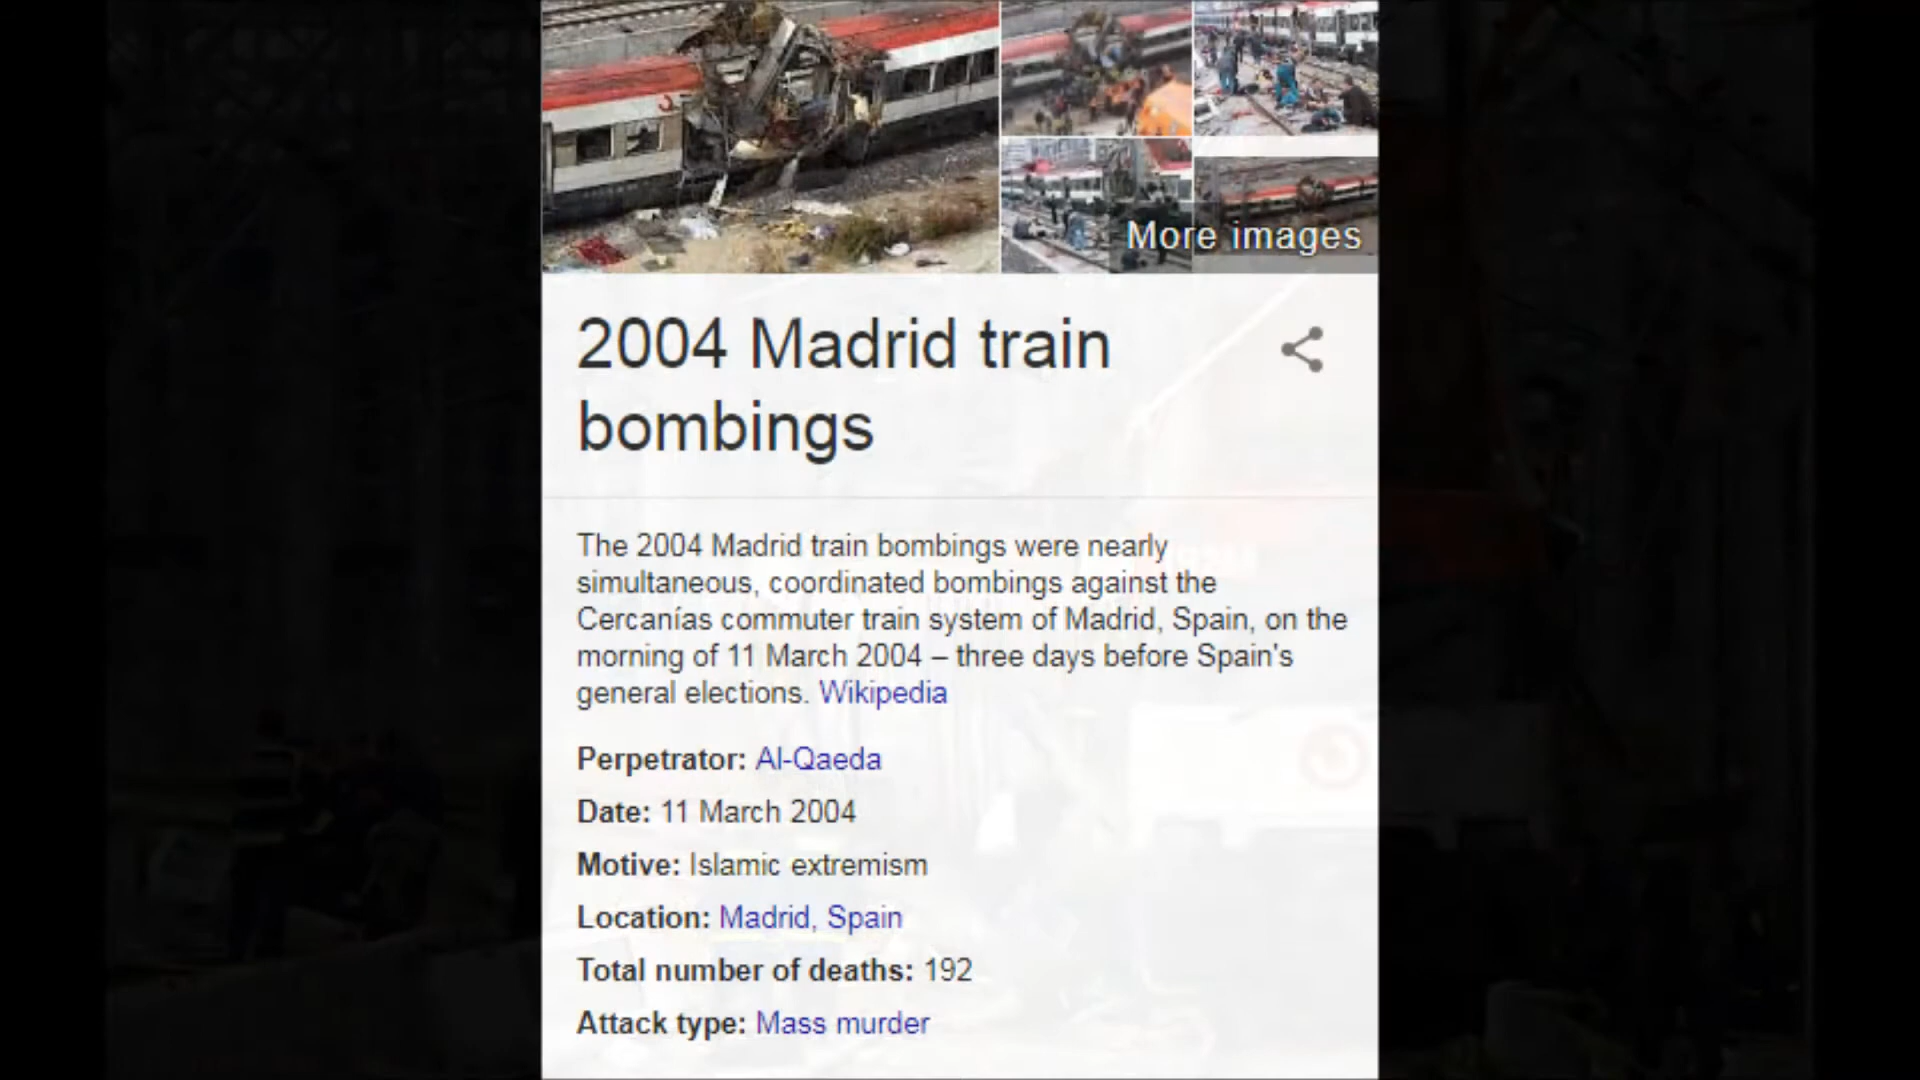 More images
2004 Madrid train
bombings
The 2004 Madrid train bombings were nearly
simultaneous, coordinated bombings against the
Cercanías commuter train system of Madrid, Spain, on the
morning of 11 March 2004 – three days before Spain's
general elections. Wikipedia
Perpetrator: Al-Qaeda
Date: 11 March 2004
Motive: Islamic extremism
Location: Madrid, Spain
Total number of deaths: 192
Attack type: Mass murder